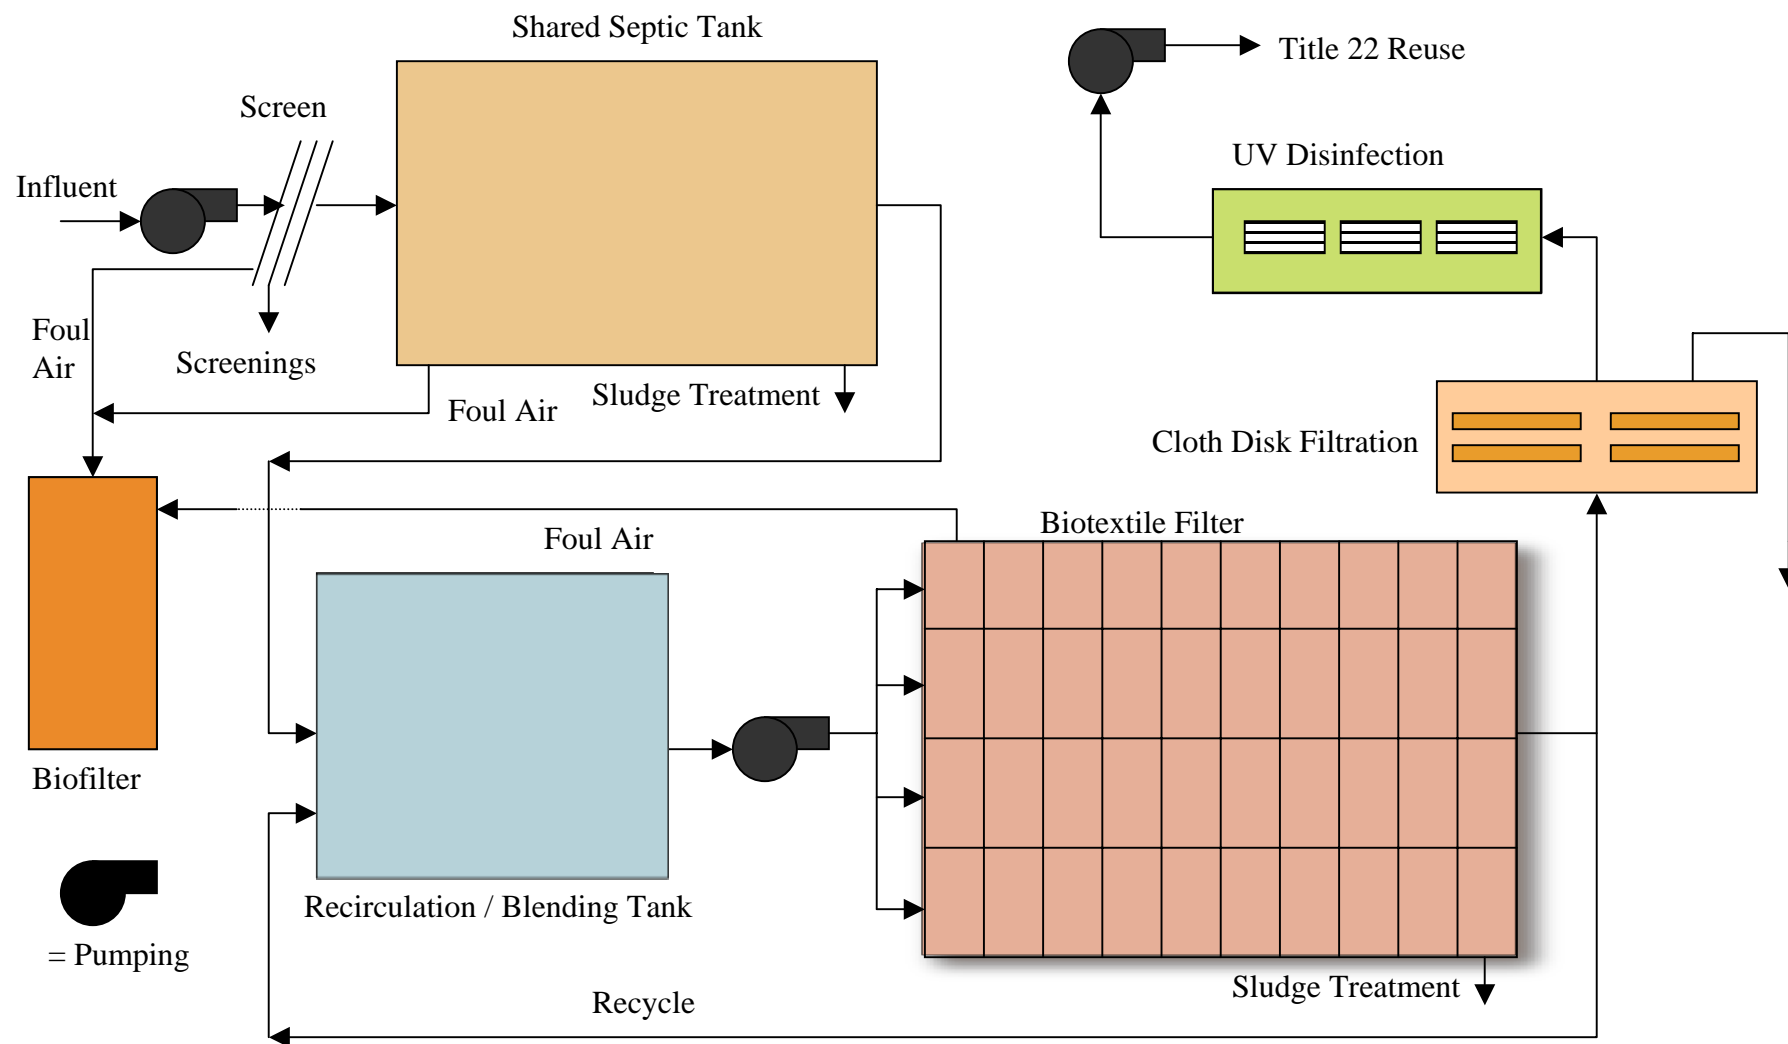 Shared Septic Tank
Title 22 Reuse
Screen
UV Disinfection
Influent
Foul
Air
Screenings
Sludge Treatment
Foul Air
Cloth Disk Filtration
Biotextile Filter
Foul Air
Biofilter
Recirculation / Blending Tank
= Pumping
Sludge Treatment
Recycle